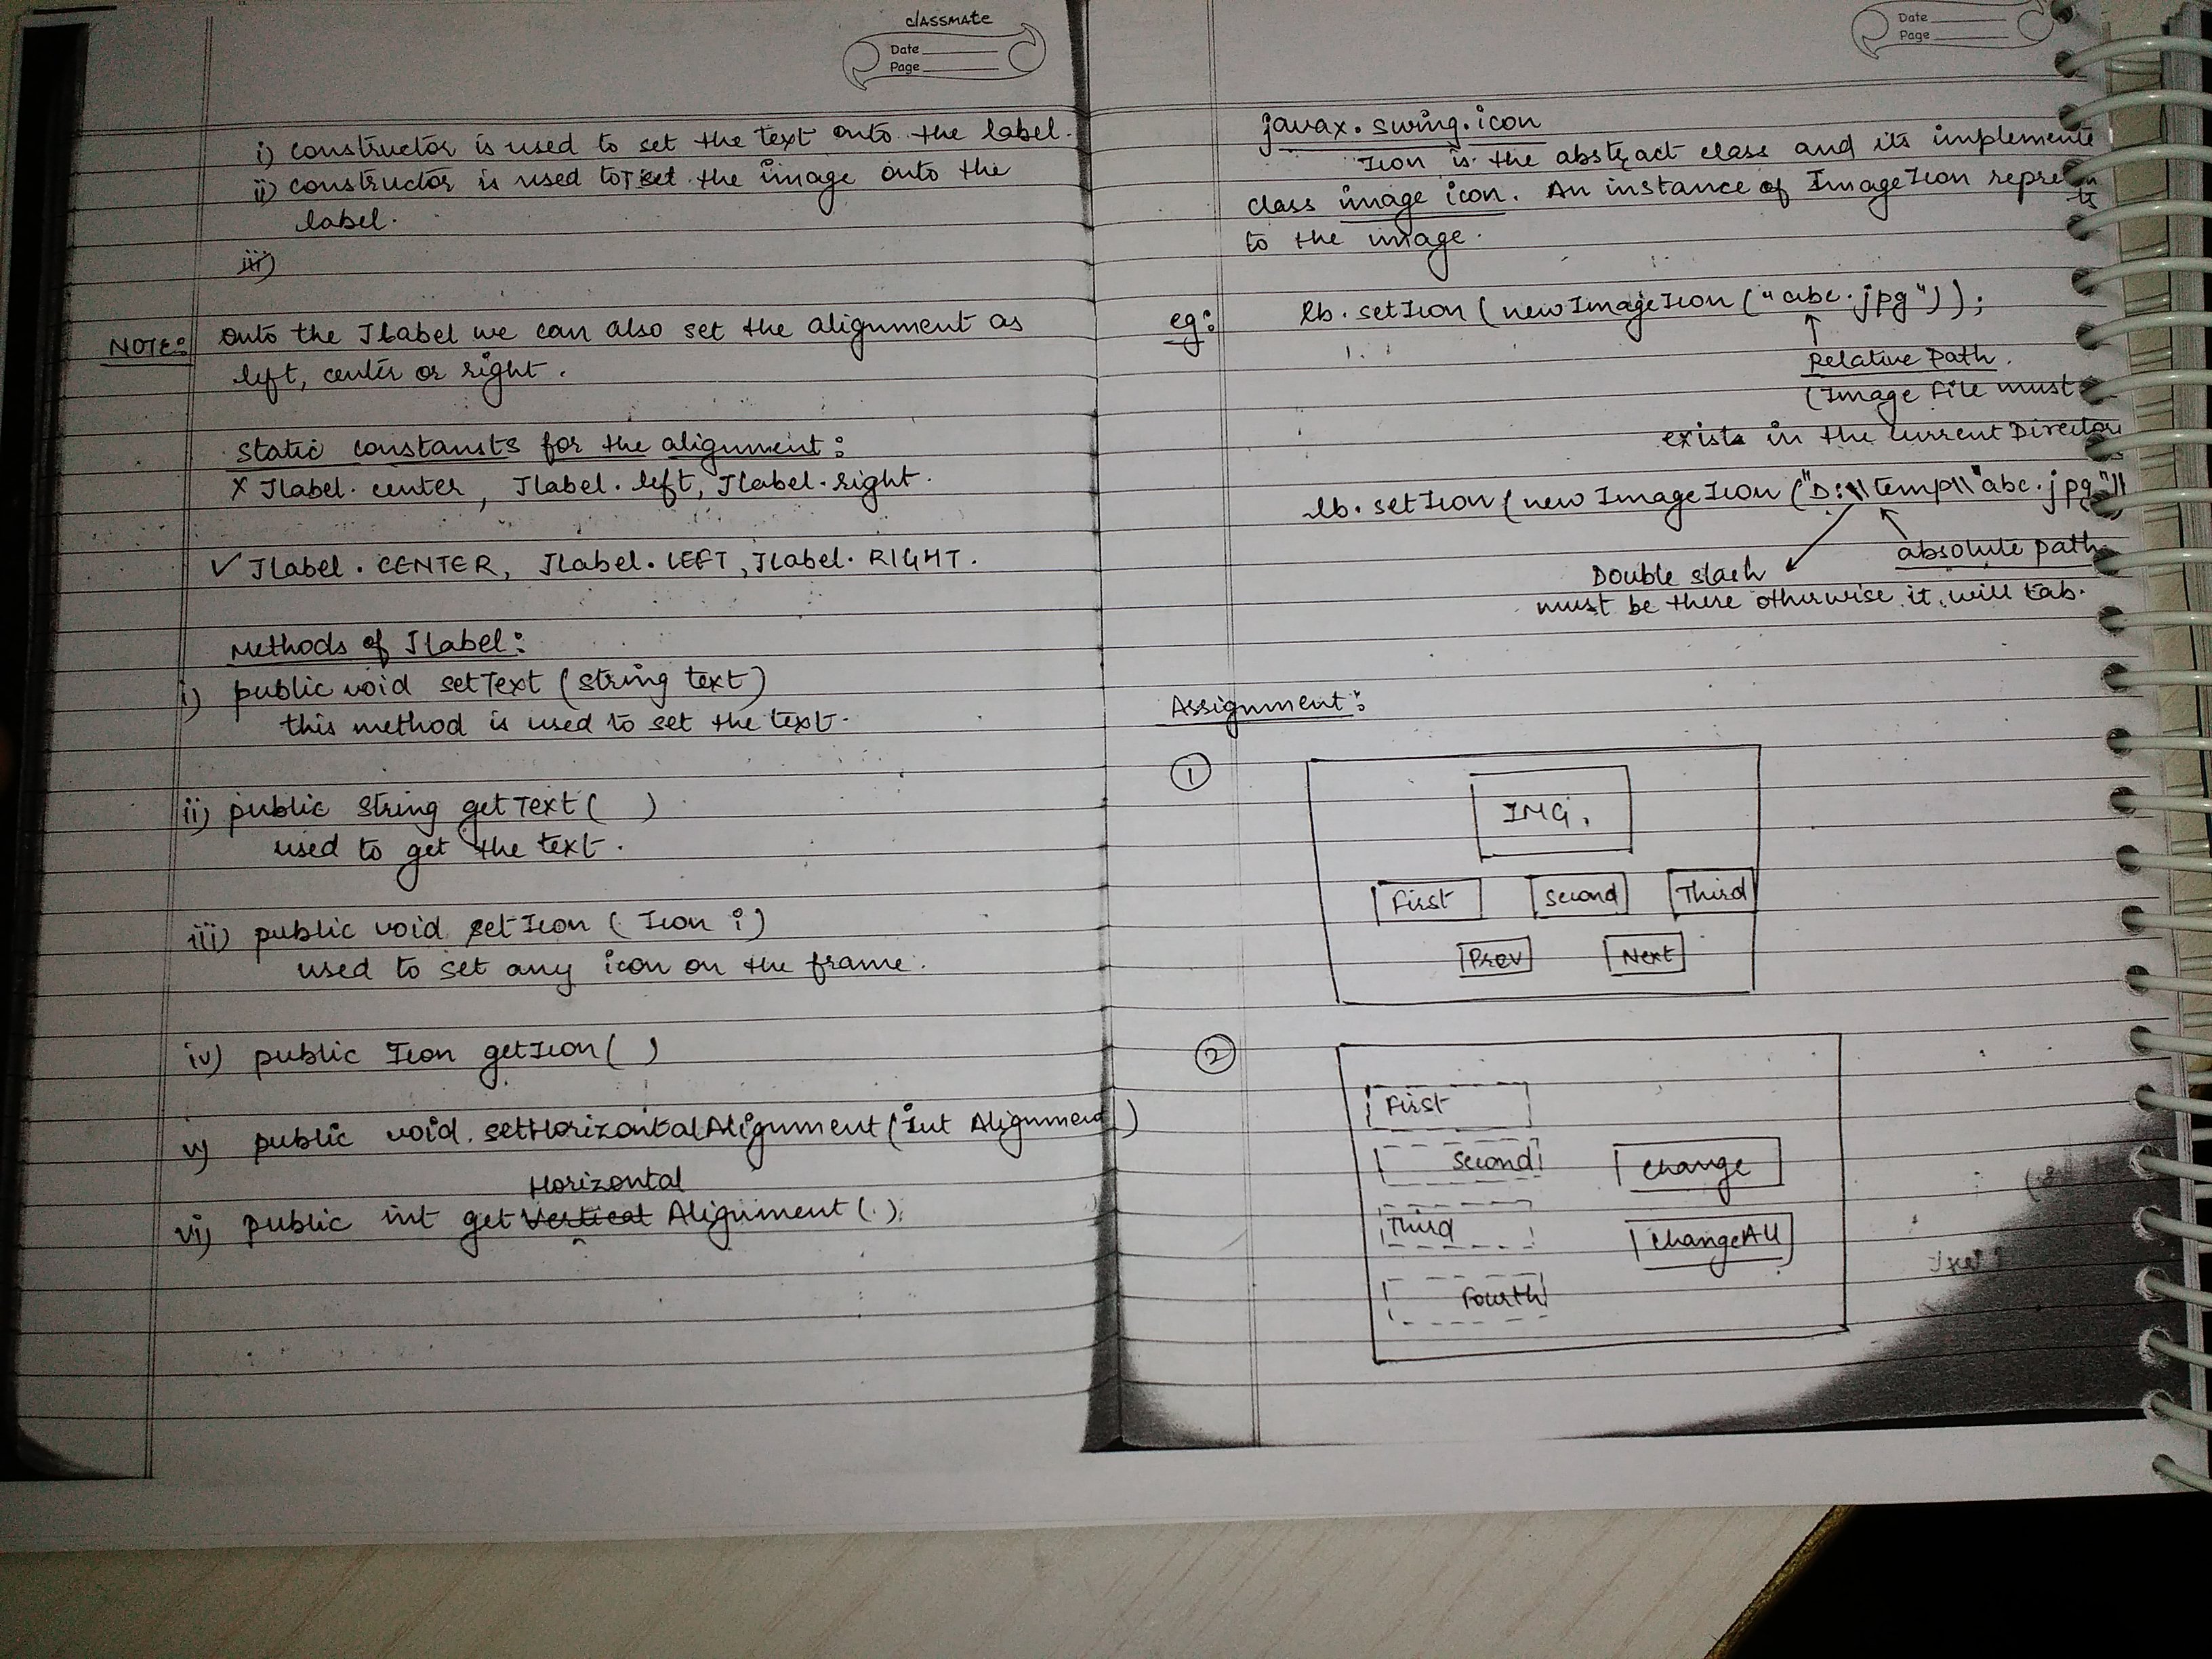 classmate
Date
Page
i) constructor is used to set the text onto the label.
ii) constructor is used to set the image onto the
label.
iii)
NOTE: Onto the JLabel we can also set the alignment as
left, center or right.
Static constansts for the alignment:
x JLabel.center, JLabel.left, JLabel.right.
✓ JLabel.CENTER, JLabel.LEFT, JLabel.RIGHT.
Methods of JLabel:
i) public void setText (String text)
this method is used to set the text.
ii) public String getText( )
used to get the text.
iii) public void setIcon (Icon i)
used to set any icon on the frame.
iv) public Icon getIcon( )
v) public void setHorizontalAlignment (int Alignment)
Horizontal
vi) public int get Vertical Alignment( ).
Date
Page
javax.swing.icon
Icon is the abstract class and its implemente
class image icon. An instance of ImageIcon represen
ts
to the image.
eg: lb.setIcon (new ImageIcon ("abc.jpg"));
Relative Path.
(Image File must
exist in the current Director
lb.setIcon (new ImageIcon ("D:\\temp\\"abc.jpg"))
absolute path
Double slash
must be there otherwise it will tab.
Assignment:
1
IMG.
First Second Third
Prev Next
2
First
Second Change
Third ChangeAll
Fourth